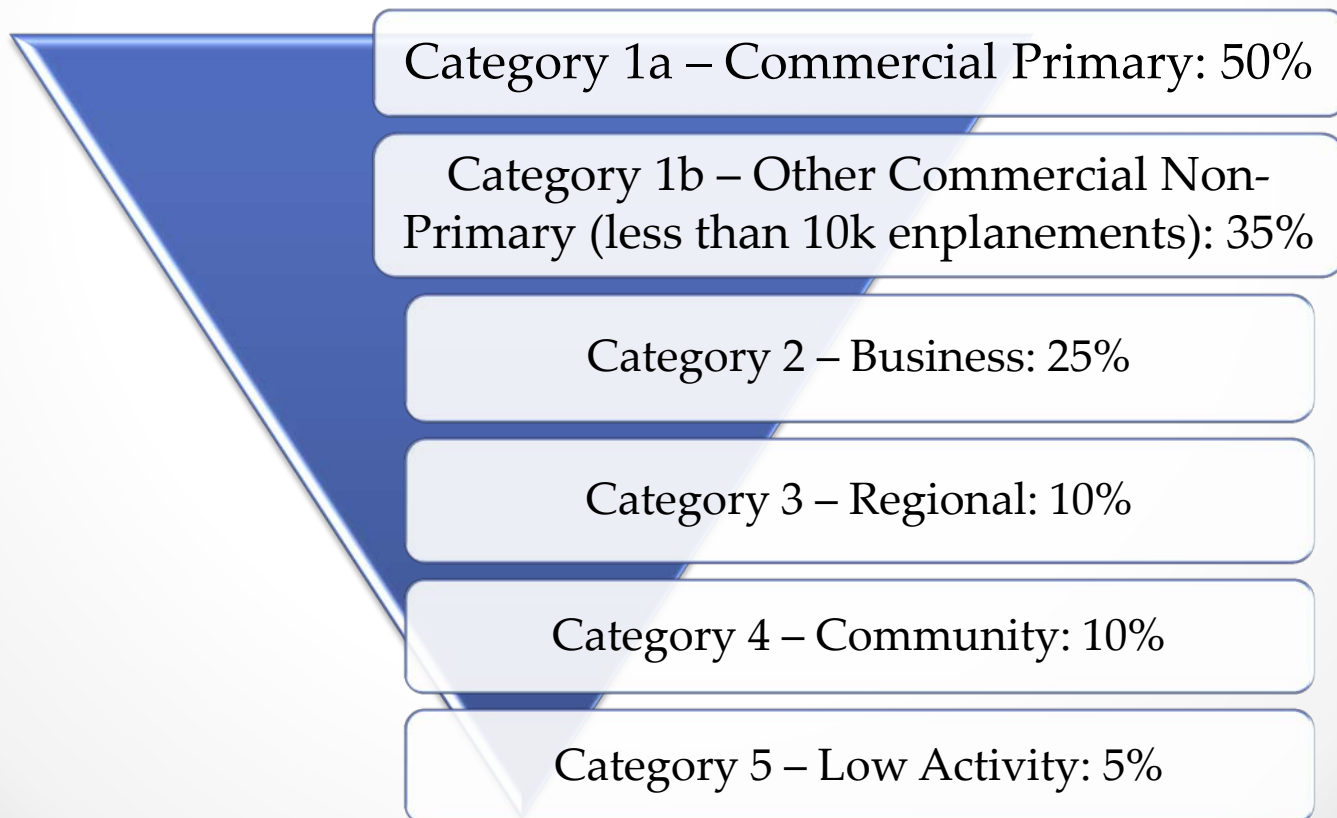 Category 1a – Commercial Primary: 50%
Category 1b – Other Commercial Non-
Primary (less than 10k enplanements): 35%
Category 2 – Business: 25%
Category 3 – Regional: 10%
Category 4 – Community: 10%
Category 5 – Low Activity: 5%